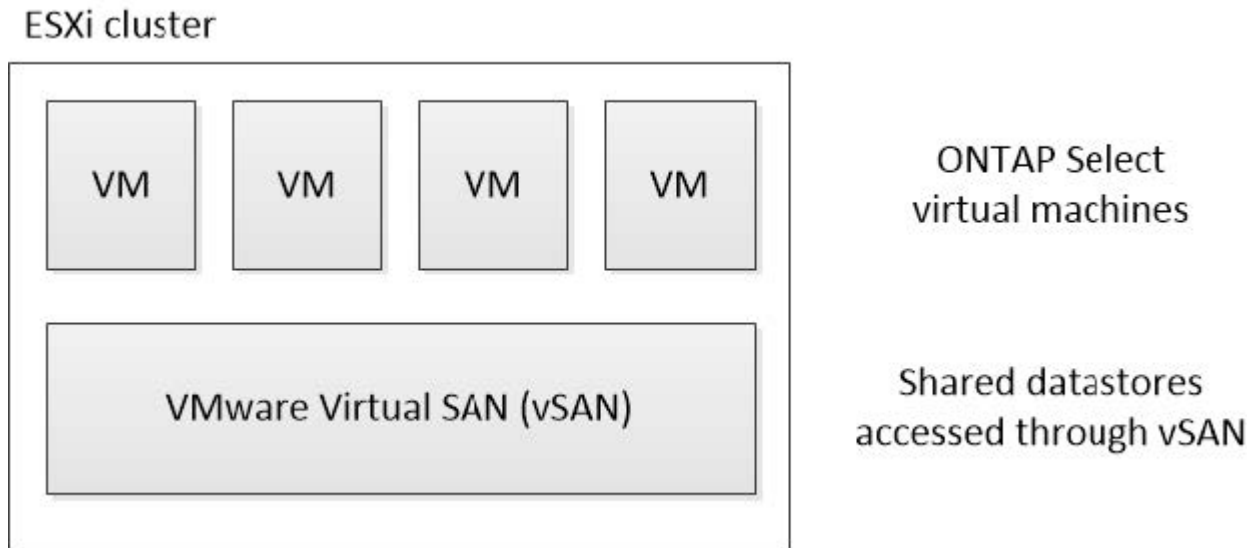 ESXi cluster
VM
VM
VM
VM
ONTAP Select
virtual machines
VMware Virtual SAN (vSAN)
Shared datastores
accessed through vSAN